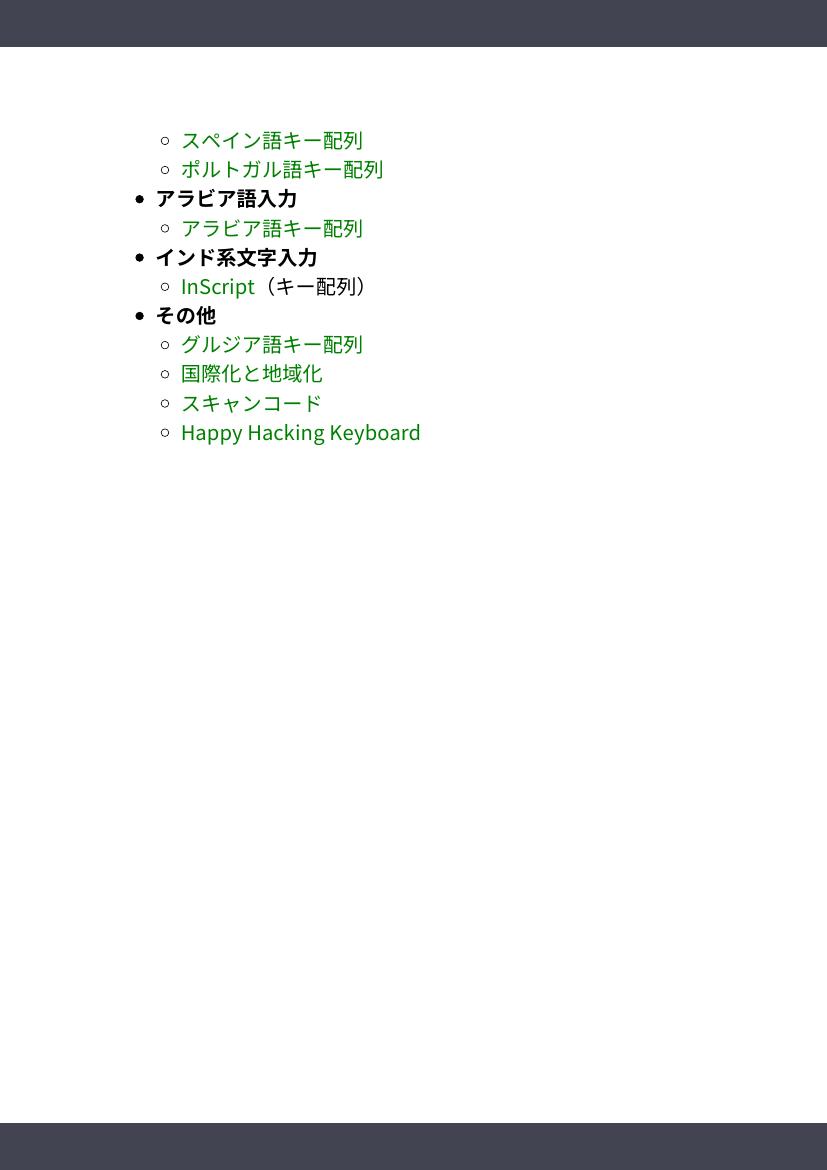 スペイン語キー配列
ポルトガル語キー配列
アラビア語入力
アラビア語キー配列
インド系文字入力
InScript（キー配列）
その他
グルジア語キー配列
国際化と地域化
スキャンコード
Happy Hacking Keyboard